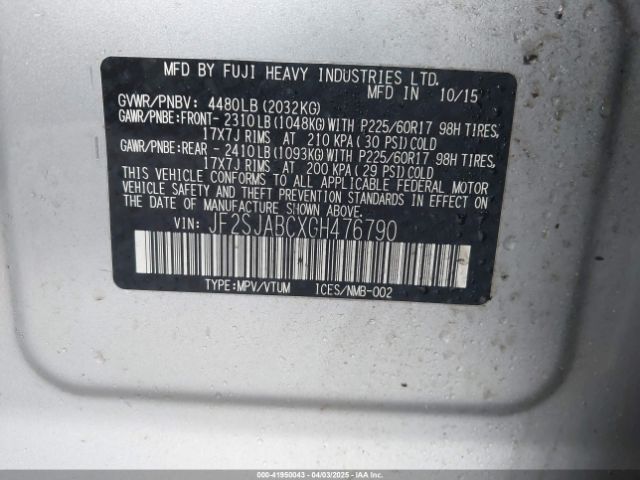 MFD BY FUJI HEAVY INDUSTRIES LTD.
MFD IN 10/15
GVWR/PNBV: 4480LB(2032KG)
GAWR/PNBE:FRONT- 2310LB(1048KG)WITH P225/60R17 98H TIRES,
17X7J RIMS AT 210 KPA(30 PSI)COLD
GAWR/PNBE:REAR - 2410LB(1093KG)WITH P225/60R17 98H TIRES,
17X7J RIMS AT 200 KPA(29 PSI)COLD
THIS VEHICLE CONFORMS TO ALL APPLICABLE FEDERAL MOTOR
VEHICLE SAFETY AND THEFT PREVENTION STANDARDS IN EFFECT ON
THE DATE OF MANUFACTURE SHOWN ABOVE.
VIN: JF2SJABCXGH476790
TYPE:MPV/VTUM ICES/NMB-002
000-41950043 - 04/03/2025 - IAAI.COM